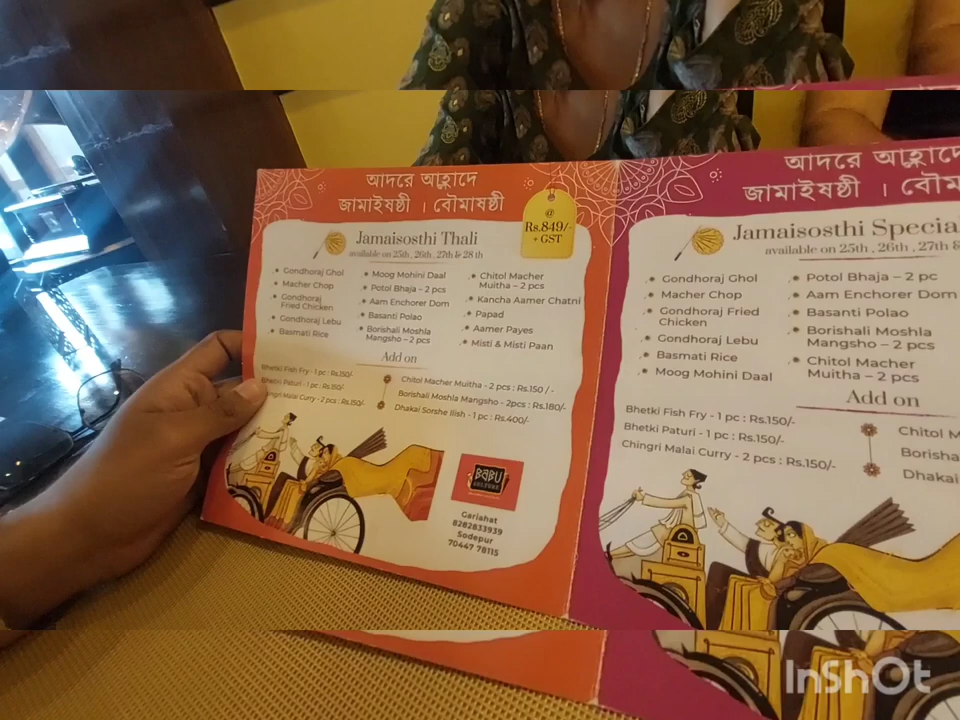 আদরে আহ্লাদে
জামাইষষ্ঠী । বৌমাষষ্ঠী
@
Rs.849/-
+ GST
Jamaisosthi Thali
available on 25th , 26th , 27th & 28 th
Gondhoraj Ghol
Macher Chop
Gondhoraj
Fried Chicken
Gondhoraj Lebu
Basmati Rice
Moog Mohini Daal
Potol Bhaja – 2 pcs
Aam Enchorer Dom
Basanti Polao
Borishali Moshla
Mangsho – 2 pcs
Chitol Macher
Muitha – 2 pcs
Kancha Aamer Chatni
Papad
Aamer Payes
Misti & Misti Paan
Add on
Bhetki Fish Fry - 1 pc : Rs.150/-
Bhetki Paturi - 1 pc : Rs.150/-
Chingri Malai Curry - 2 pcs : Rs.150/-
Chitol Macher Muitha - 2 pcs : Rs.150 /-
Borishali Moshla Mangsho - 2pcs : Rs.180/-
Dhakai Sorshe Ilish - 1 pc : Rs.400/-
BABU
CULTURE
Gariahat
8282833939
Sodepur
70447 78115
আদরে আহ্লাদে
জামাইষষ্ঠী । বৌমা
Jamaisosthi Special
available on 25th , 26th , 27th &
Gondhoraj Ghol
Macher Chop
Gondhoraj Fried
Chicken
Gondhoraj Lebu
Basmati Rice
Moog Mohini Daal
Potol Bhaja – 2 pc
Aam Enchorer Dom
Basanti Polao
Borishali Moshla
Mangsho – 2 pcs
Chitol Macher
Muitha – 2 pcs
Add on
Bhetki Fish Fry - 1 pc : Rs.150/-
Bhetki Paturi - 1 pc : Rs.150/-
Chingri Malai Curry - 2 pcs : Rs.150/-
Chitol M
Borisha
Dhakai
InShOt